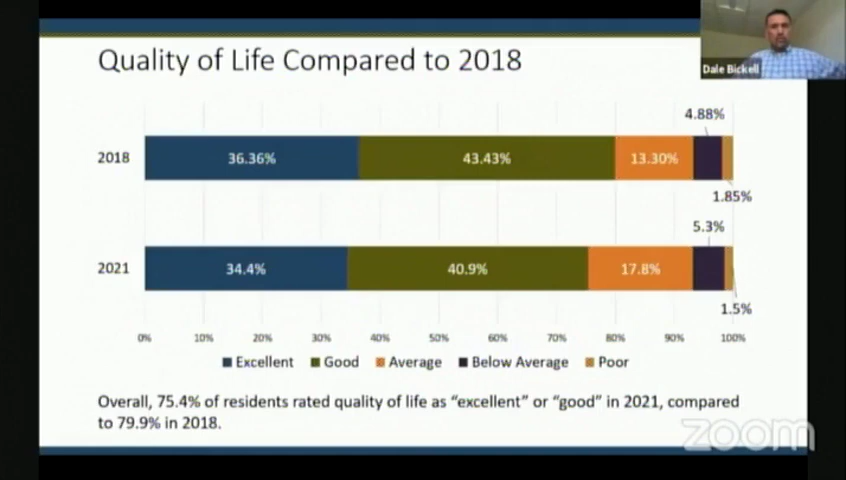 Quality of Life Compared to 2018
Dale Bickell
4.88%
2018 36.36% 43.43% 13.30%
1.85%
5.3%
2021 34.4% 40.9% 17.8%
1.5%
0% 10% 20% 30% 40% 50% 60% 70% 80% 90% 100%
Excellent Good Average Below Average Poor
Overall, 75.4% of residents rated quality of life as “excellent” or “good” in 2021, compared
to 79.9% in 2018.
zoom